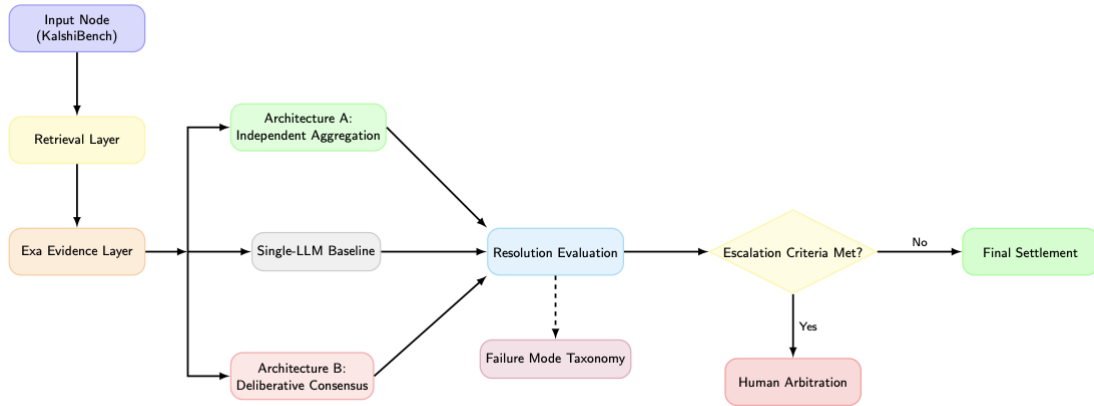 Input Node
(KalshiBench)
Retrieval Layer
Exa Evidence Layer
Architecture A:
Independent Aggregation
Single-LLM Baseline
Architecture B:
Deliberative Consensus
Resolution Evaluation
Failure Mode Taxonomy
Escalation Criteria Met?
No
Final Settlement
Yes
Human Arbitration